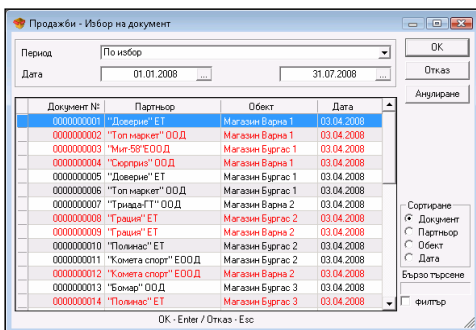 Продажби - Избор на документ
Период По избор
Дата 01.01.2008 ... 31.07.2008 ...
OK
Отказ
Анулиране
Документ № Партньор Обект Дата
0000000001 "Доверие" ЕТ Магазин Варна 1 03.04.2008
0000000002 "Топ маркет" ООД Магазин Варна 1 03.04.2008
0000000003 "Мит-58"ЕООД Магазин Бургас 1 03.04.2008
0000000004 "Сюрприз" ООД Магазин Варна 1 03.04.2008
0000000005 "Доверие" ЕТ Магазин Бургас 1 03.04.2008
0000000006 "Топ маркет" ООД Магазин Бургас 1 03.04.2008
0000000007 "Триада-ГТ" ООД Магазин Варна 2 03.04.2008
0000000008 "Грация" ЕТ Магазин Бургас 2 03.04.2008
0000000009 "Грация" ЕТ Магазин Варна 2 03.04.2008
0000000010 "Полинас" ЕТ Магазин Бургас 2 03.04.2008
0000000011 "Комета спорт" ЕООД Магазин Варна 2 03.04.2008
0000000012 "Комета спорт" ЕООД Магазин Варна 2 03.04.2008
0000000013 "Бомар" ООД Магазин Бургас 3 03.04.2008
0000000014 "Полинас" ЕТ Магазин Бургас 3 03.04.2008
Сортиране
Документ
Партньор
Обект
Дата
Бързо търсене
филтър
OK - Enter / Отказ - Esc